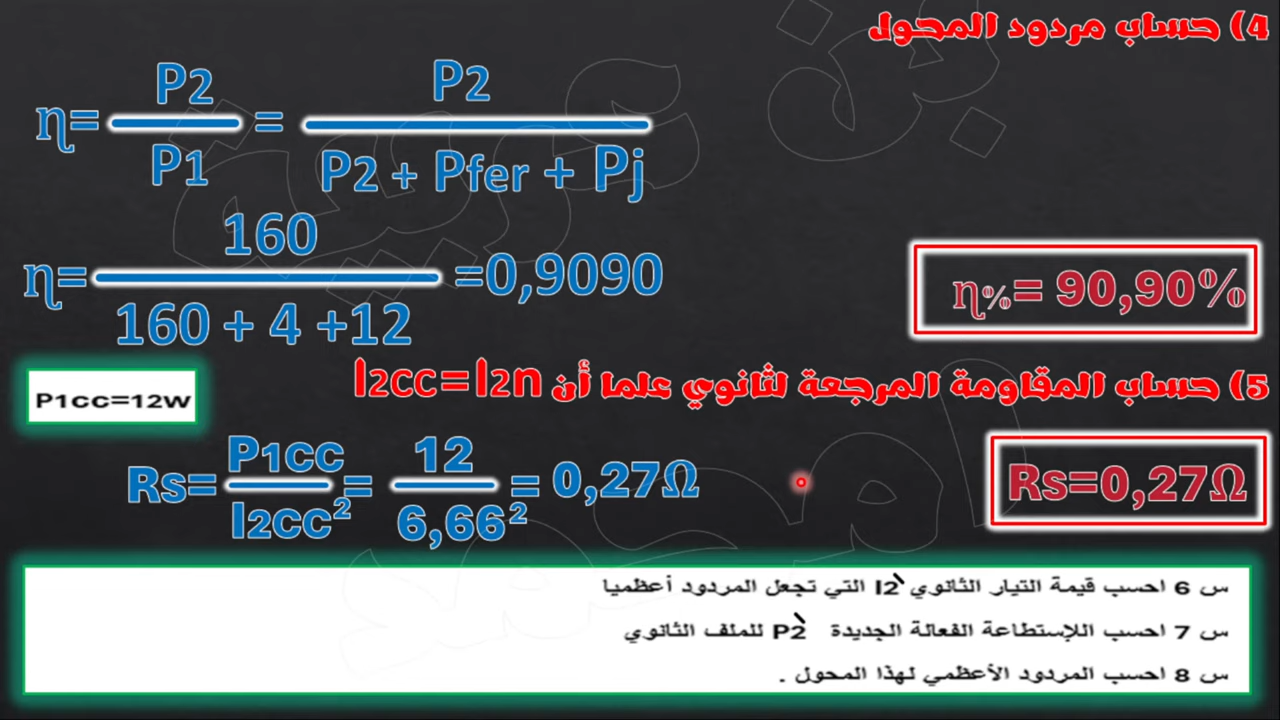 4) حساب مردود المحول
η= P2 / P1 = P2 / P2 + Pfer + Pj
η= 160 / 160 + 4 +12 =0,9090
η%= 90,90%
5) حساب المقاومة المرجعة لثانوي علما أن I2cc=I2n
P1cc=12w
Rs= P1cc / I2cc² = 12 / 6,66² = 0,27Ω
Rs=0,27Ω
س 6 احسب قيمة التيار الثانوي I2` التي تجعل المردود أعظميا
س 7 احسب اللإستطاعة الفعالة الجديدة P2` للملف الثانوي
س 8 احسب المردود الأعظمي لهذا المحول .